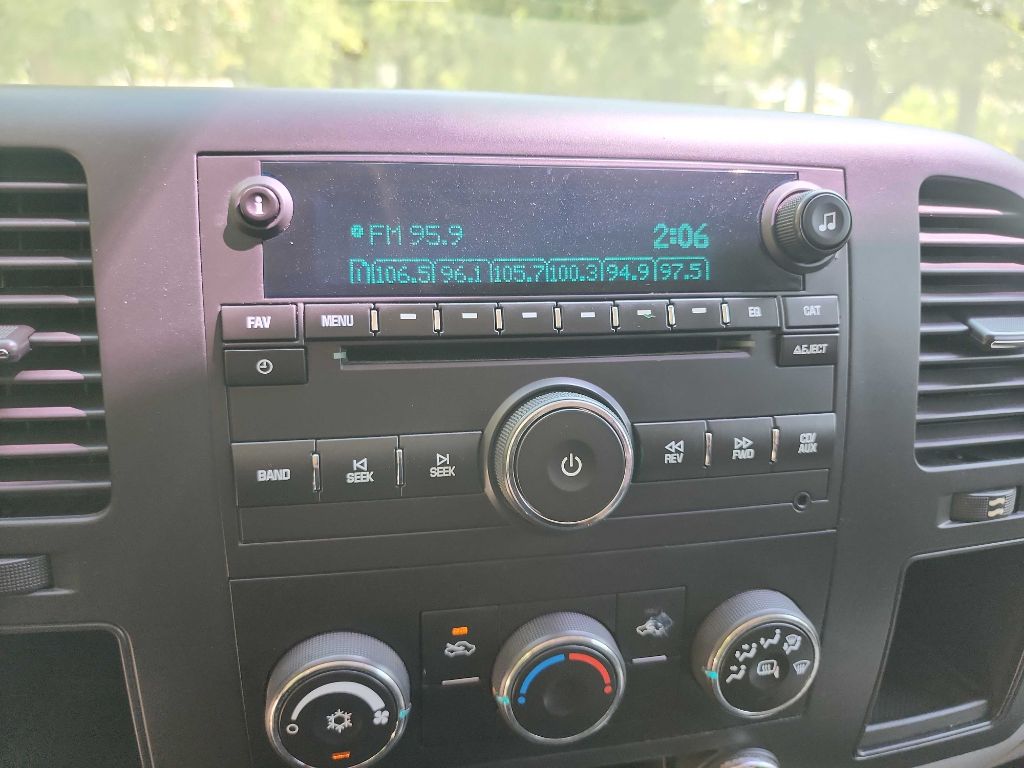 i
FM 95.9 2:06
1 106.5 96.1 105.7 100.3 94.9 97.5
FAV MENU EQ CAT
EJECT
BAND SEEK SEEK REV FWD CD/
AUX